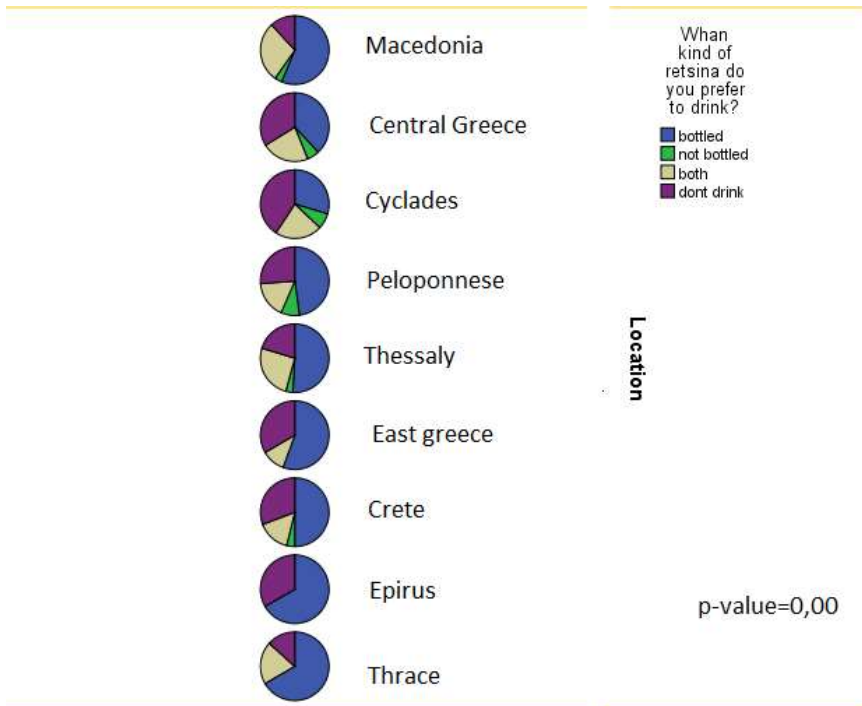 Macedonia
Central Greece
Cyclades
Peloponnese
Thessaly
East greece
Crete
Epirus
Thrace
Whan
kind of
retsina do
you prefer
to drink?
bottled
not bottled
both
dont drink
Location
p-value=0,00